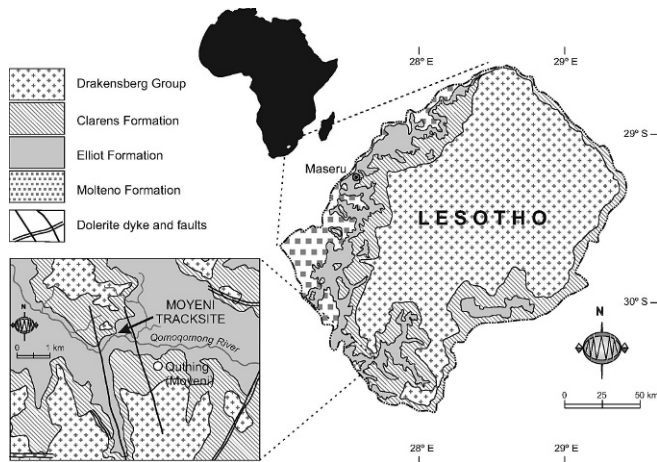 Drakensberg Group
Clarens Formation
Elliot Formation
Molteno Formation
Dolerite dyke and faults
28º E
29º E
29º S
Maseru
LESOTHO
30º S
N
0 25 50 km
28º E
29º E
MOYENI
TRACKSITE
N
0 1 km
Qomoqomong River
Quthing
(Moyeni)